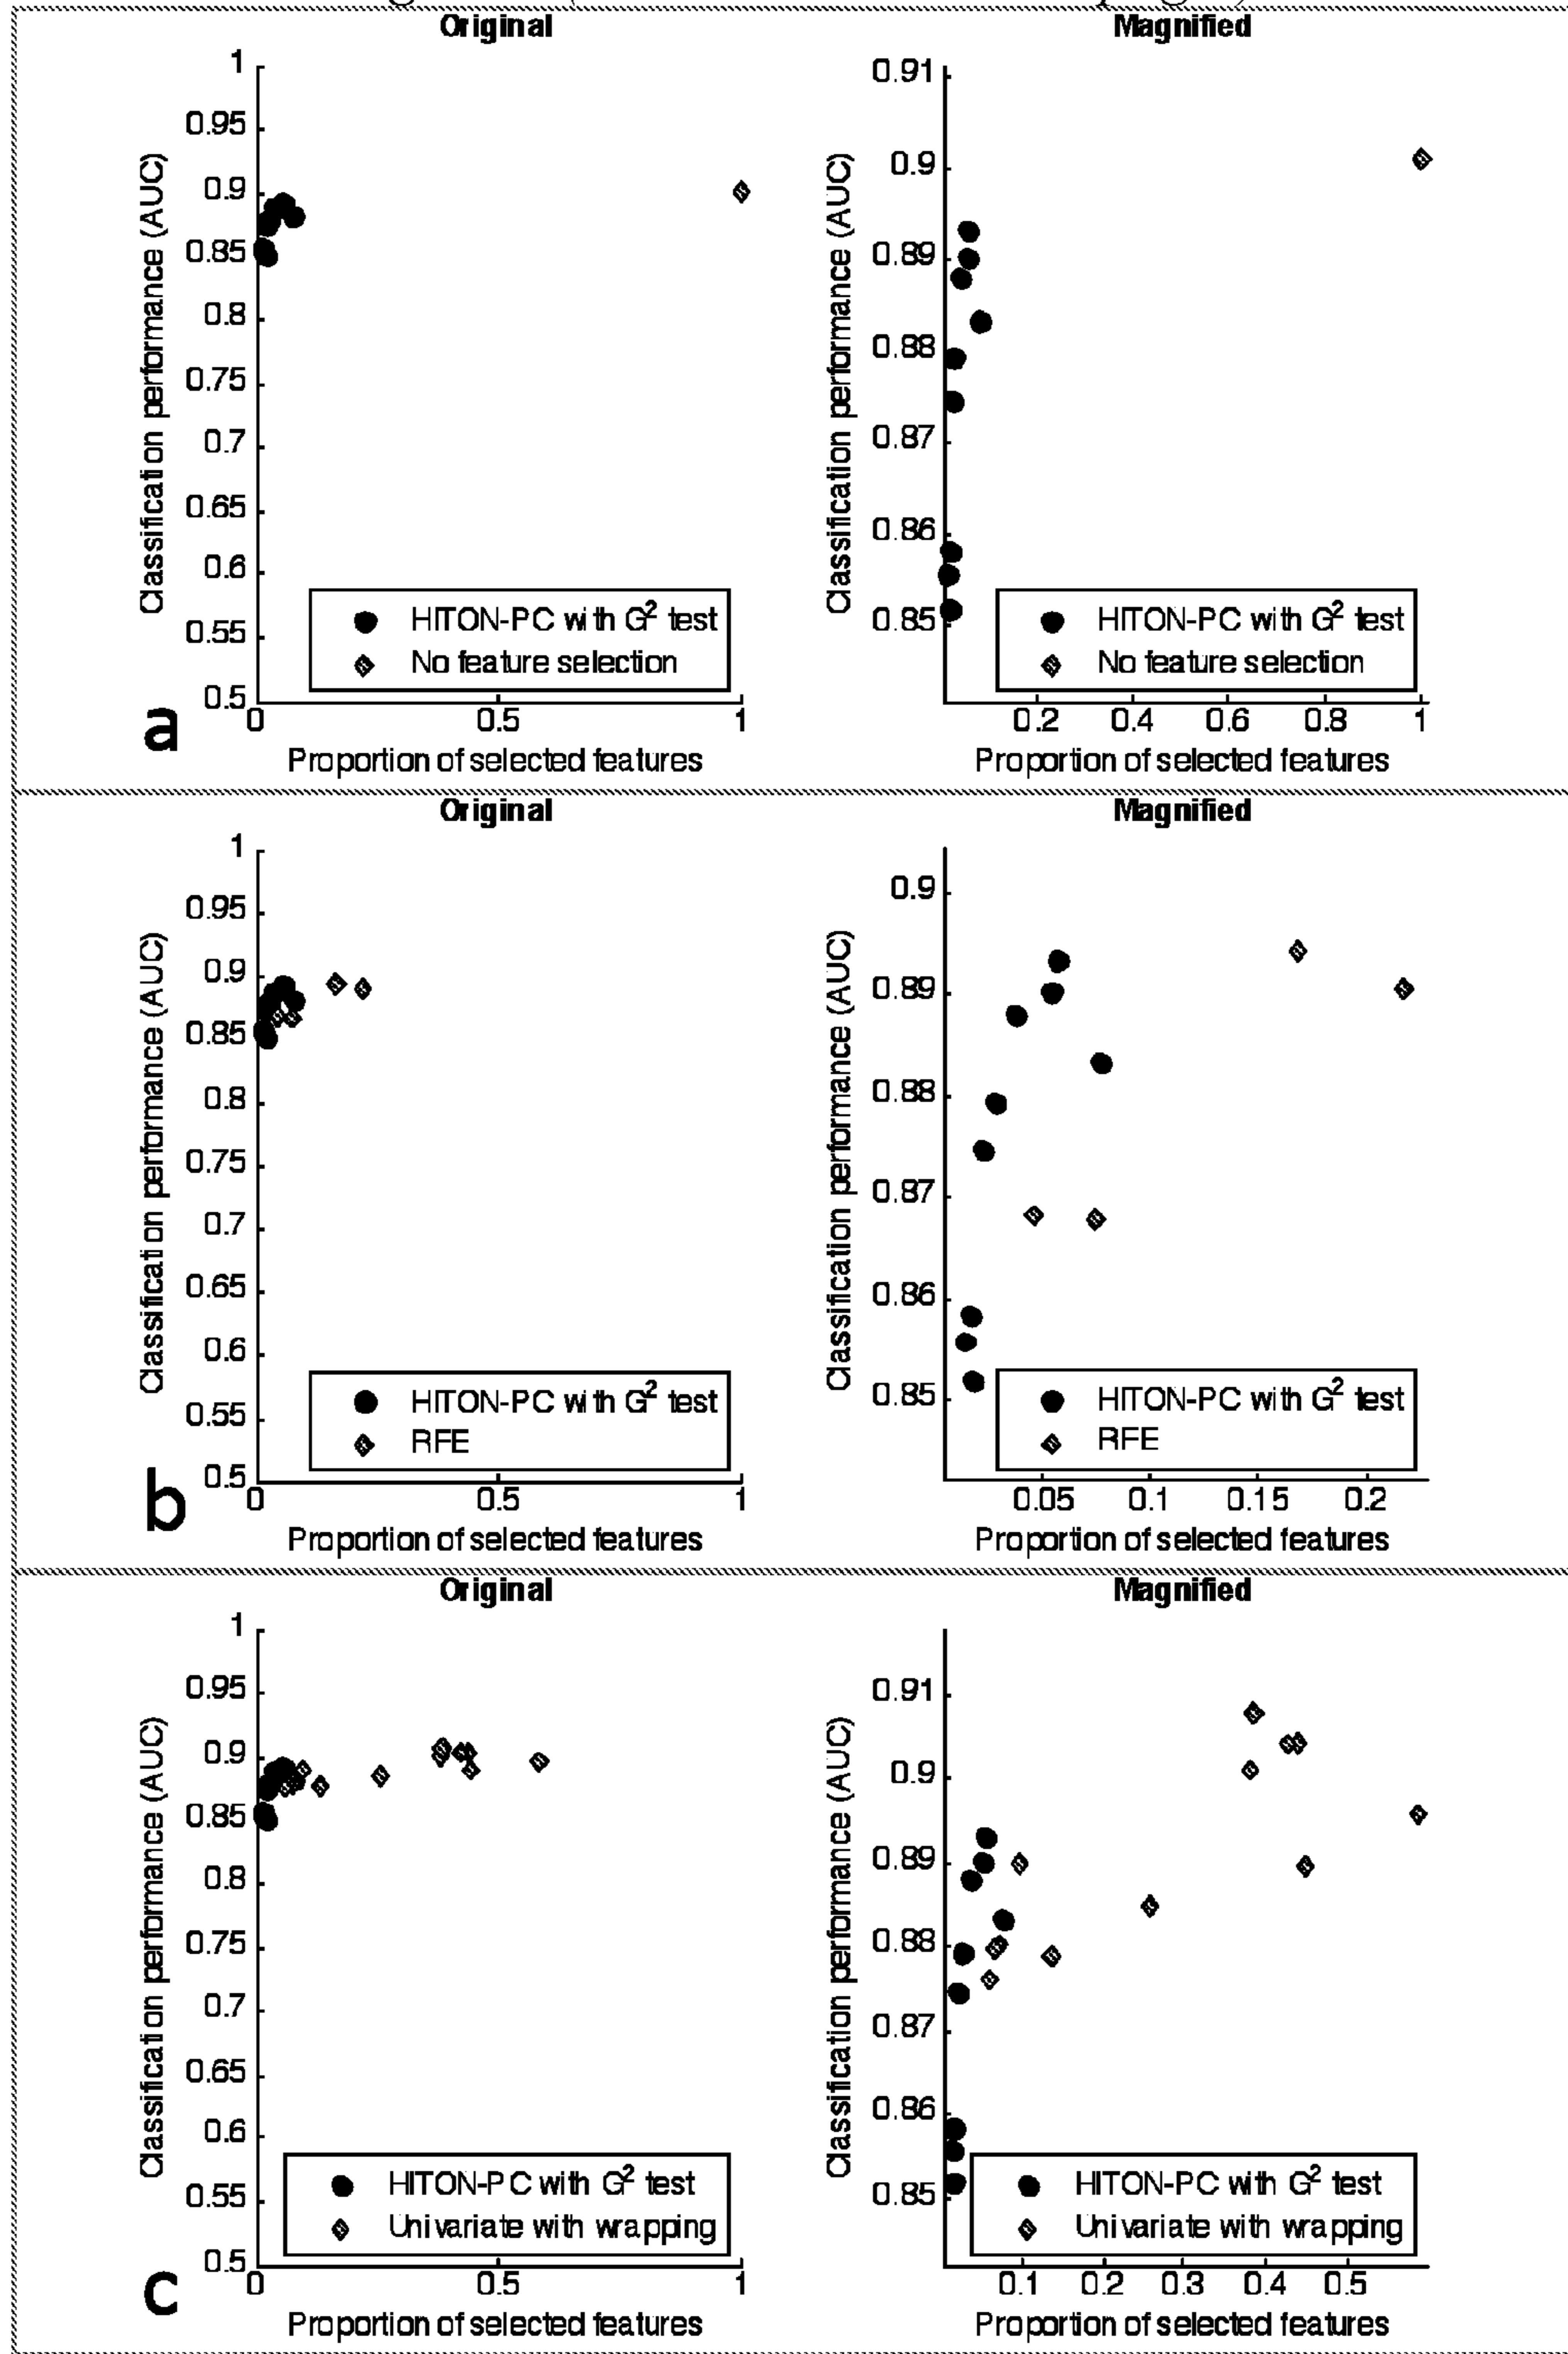 Original
Magnified
1
0.95
0.9
0.85
0.8
0.75
0.7
0.65
0.6
0.55
0.5
Classification performance (AUC)
HITON-PC with G² test
No feature selection
0
0.5
1
Proportion of selected features
a
0.91
0.9
0.89
0.88
0.87
0.86
0.85
Classification performance (AUC)
HITON-PC with G² test
No feature selection
0.2
0.4
0.6
0.8
1
Proportion of selected features
Original
Magnified
1
0.95
0.9
0.85
0.8
0.75
0.7
0.65
0.6
0.55
0.5
Classification performance (AUC)
HITON-PC with G² test
RFE
0
0.5
1
Proportion of selected features
b
0.9
0.89
0.88
0.87
0.86
0.85
Classification performance (AUC)
HITON-PC with G² test
RFE
0.05
0.1
0.15
0.2
Proportion of selected features
Original
Magnified
1
0.95
0.9
0.85
0.8
0.75
0.7
0.65
0.6
0.55
0.5
Classification performance (AUC)
HITON-PC with G² test
Univariate with wrapping
0
0.5
1
Proportion of selected features
c
0.91
0.9
0.89
0.88
0.87
0.86
0.85
Classification performance (AUC)
HITON-PC with G² test
Univariate with wrapping
0.1
0.2
0.3
0.4
0.5
Proportion of selected features